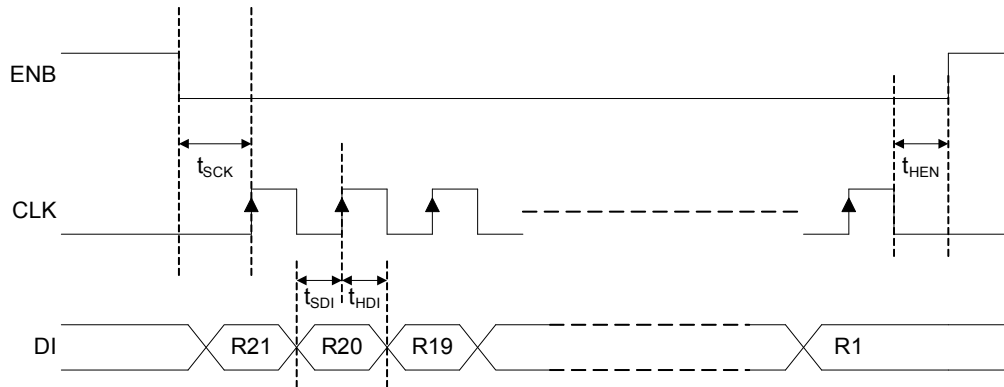 ENB
tSCK
tHEN
CLK
tSDI
tHDI
DI
R21
R20
R19
R1